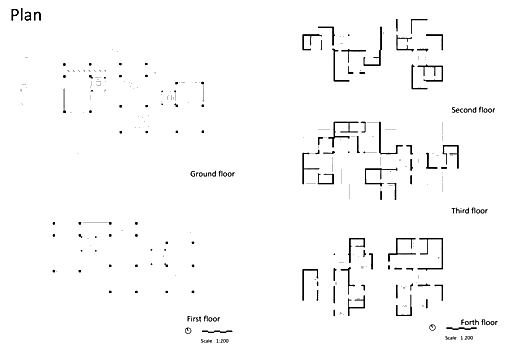 Plan
Second floor
Ground floor
Third floor
First floor
Scale 1:200
Forth floor
Scale 1:200